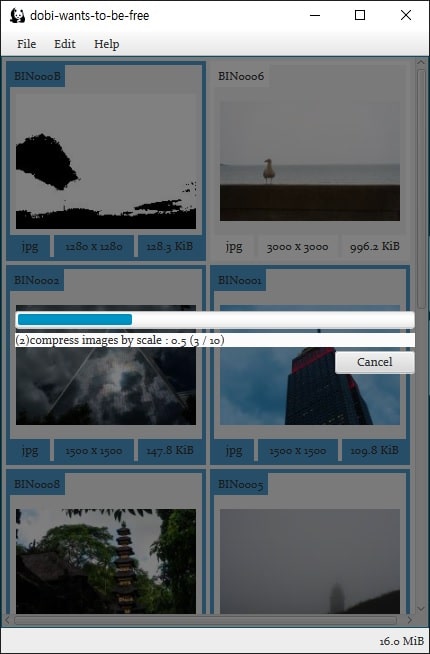 dobi-wants-to-be-free
File Edit Help
BIN000B BIN0006
jpg 1280 x 1280 128.3 KiB jpg 3000 x 3000 996.2 KiB
BIN0002 BIN0001
(2)compress images by scale : 0.5 (3 / 10)
Cancel
jpg 1500 x 1500 147.8 KiB jpg 1500 x 1500 109.8 KiB
BIN0008 BIN0005
16.0 MiB